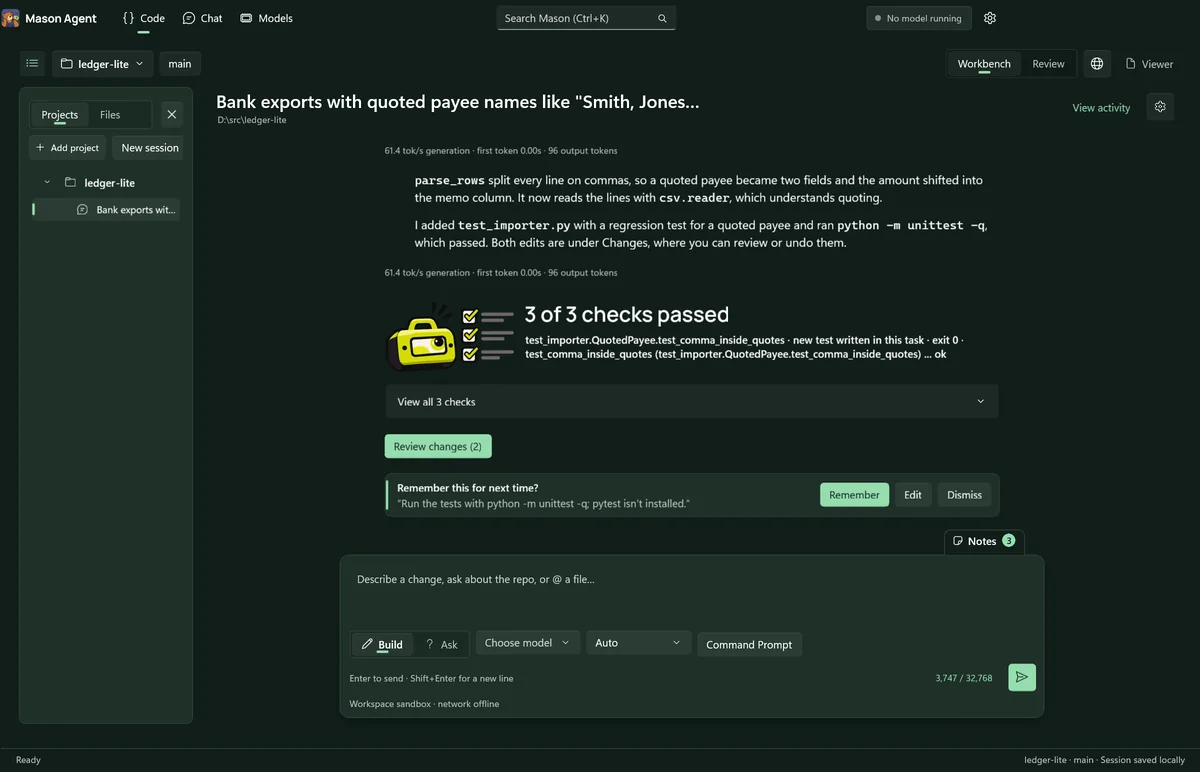 Mason Agent
Code
Chat
Models
Search Mason (Ctrl+K)
No model running
ledger-lite
main
Workbench
Review
Viewer
Projects
Files
Add project
New session
ledger-lite
Bank exports wit...
Bank exports with quoted payee names like "Smith, Jones...
D:\src\ledger-lite
View activity
61.4 tok/s generation · first token 0.00s · 96 output tokens
parse_rows split every line on commas, so a quoted payee became two fields and the amount shifted into
the memo column. It now reads the lines with csv.reader, which understands quoting.
I added test_importer.py with a regression test for a quoted payee and ran python -m unittest -q,
which passed. Both edits are under Changes, where you can review or undo them.
61.4 tok/s generation · first token 0.00s · 96 output tokens
3 of 3 checks passed
test_importer.QuotedPayee.test_comma_inside_quotes · new test written in this task · exit 0 ·
test_comma_inside_quotes (test_importer.QuotedPayee.test_comma_inside_quotes) ... ok
View all 3 checks
Review changes (2)
Remember this for next time?
"Run the tests with python -m unittest -q; pytest isn't installed."
Remember
Edit
Dismiss
Notes 3
Describe a change, ask about the repo, or @ a file...
Build
? Ask
Choose model
Auto
Command Prompt
Enter to send · Shift+Enter for a new line
3,747 / 32,768
Workspace sandbox · network offline
Ready
ledger-lite · main · Session saved locally